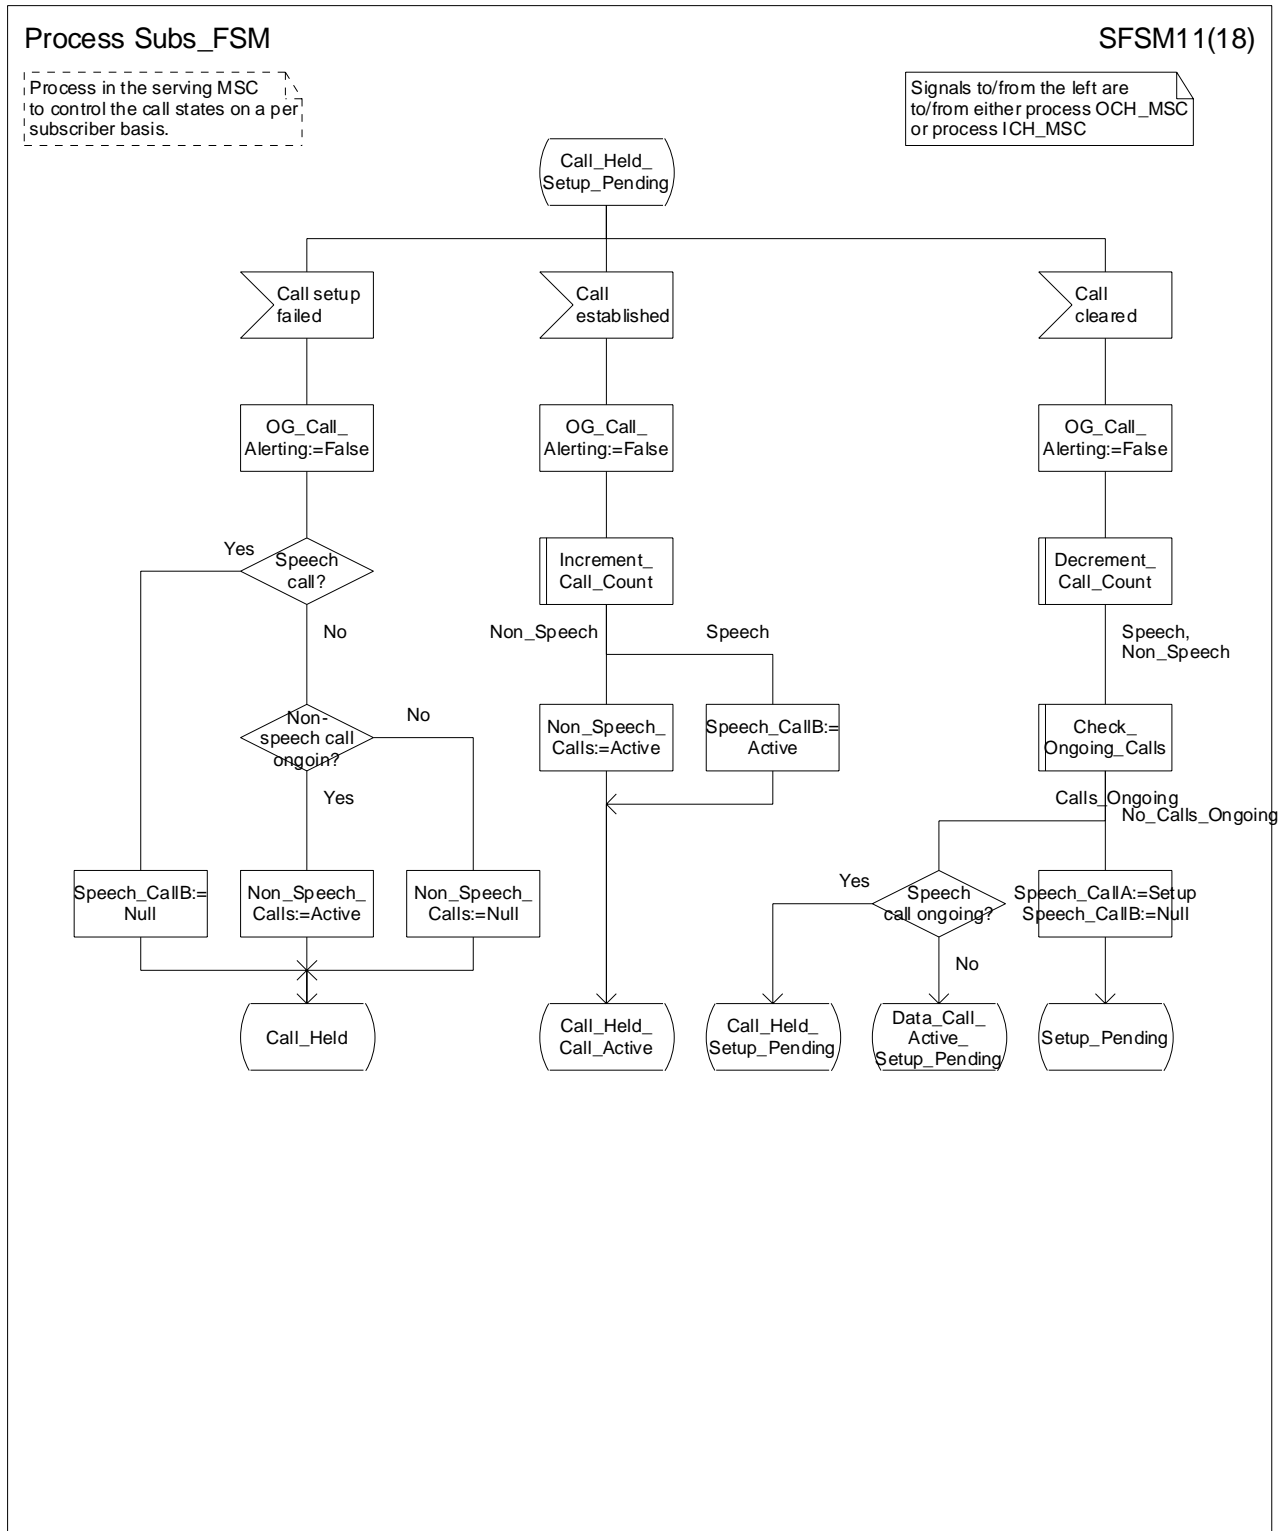 Process Subs_FSM
SFSM11(18)
Process in the serving MSC
to control the call states on a per
subscriber basis.
Signals to/from the left are
to/from either process OCH_MSC
or process ICH_MSC
Call_Held_
Setup_Pending
Call setup
failed
Call
established
Call
cleared
OG_Call_
Alerting:=False
OG_Call_
Alerting:=False
OG_Call_
Alerting:=False
Yes
Speech
call?
No
Increment_
Call_Count
Decrement_
Call_Count
Non_Speech
Speech
Speech,
Non_Speech
Non-
speech call
ongoin?
No
Yes
Non_Speech_
Calls:=Active
Speech_CallB:=
Active
Check_
Ongoing_Calls
Calls_Ongoing
No_Calls_Ongoing
Speech_CallB:=
Null
Non_Speech_
Calls:=Active
Non_Speech_
Calls:=Null
Yes
Speech
call ongoing?
No
Speech_CallA:=Setup
Speech_CallB:=Null
Call_Held
Call_Held_
Call_Active
Call_Held_
Setup_Pending
Data_Call_
Active_
Setup_Pending
Setup_Pending